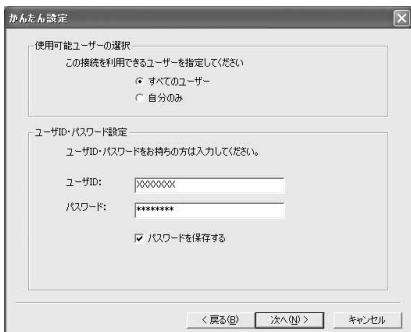 かんたん設定
使用可能ユーザーの選択
この接続を利用できるユーザーを指定してください
すべてのユーザー
自分のみ
ユーザID・パスワード設定
ユーザID・パスワードをお持ちの方は入力してください。
ユーザID:
XXXXXXX
パスワード:
********
パスワードを保存する
< 戻る(B)
次へ(N) >
キャンセル